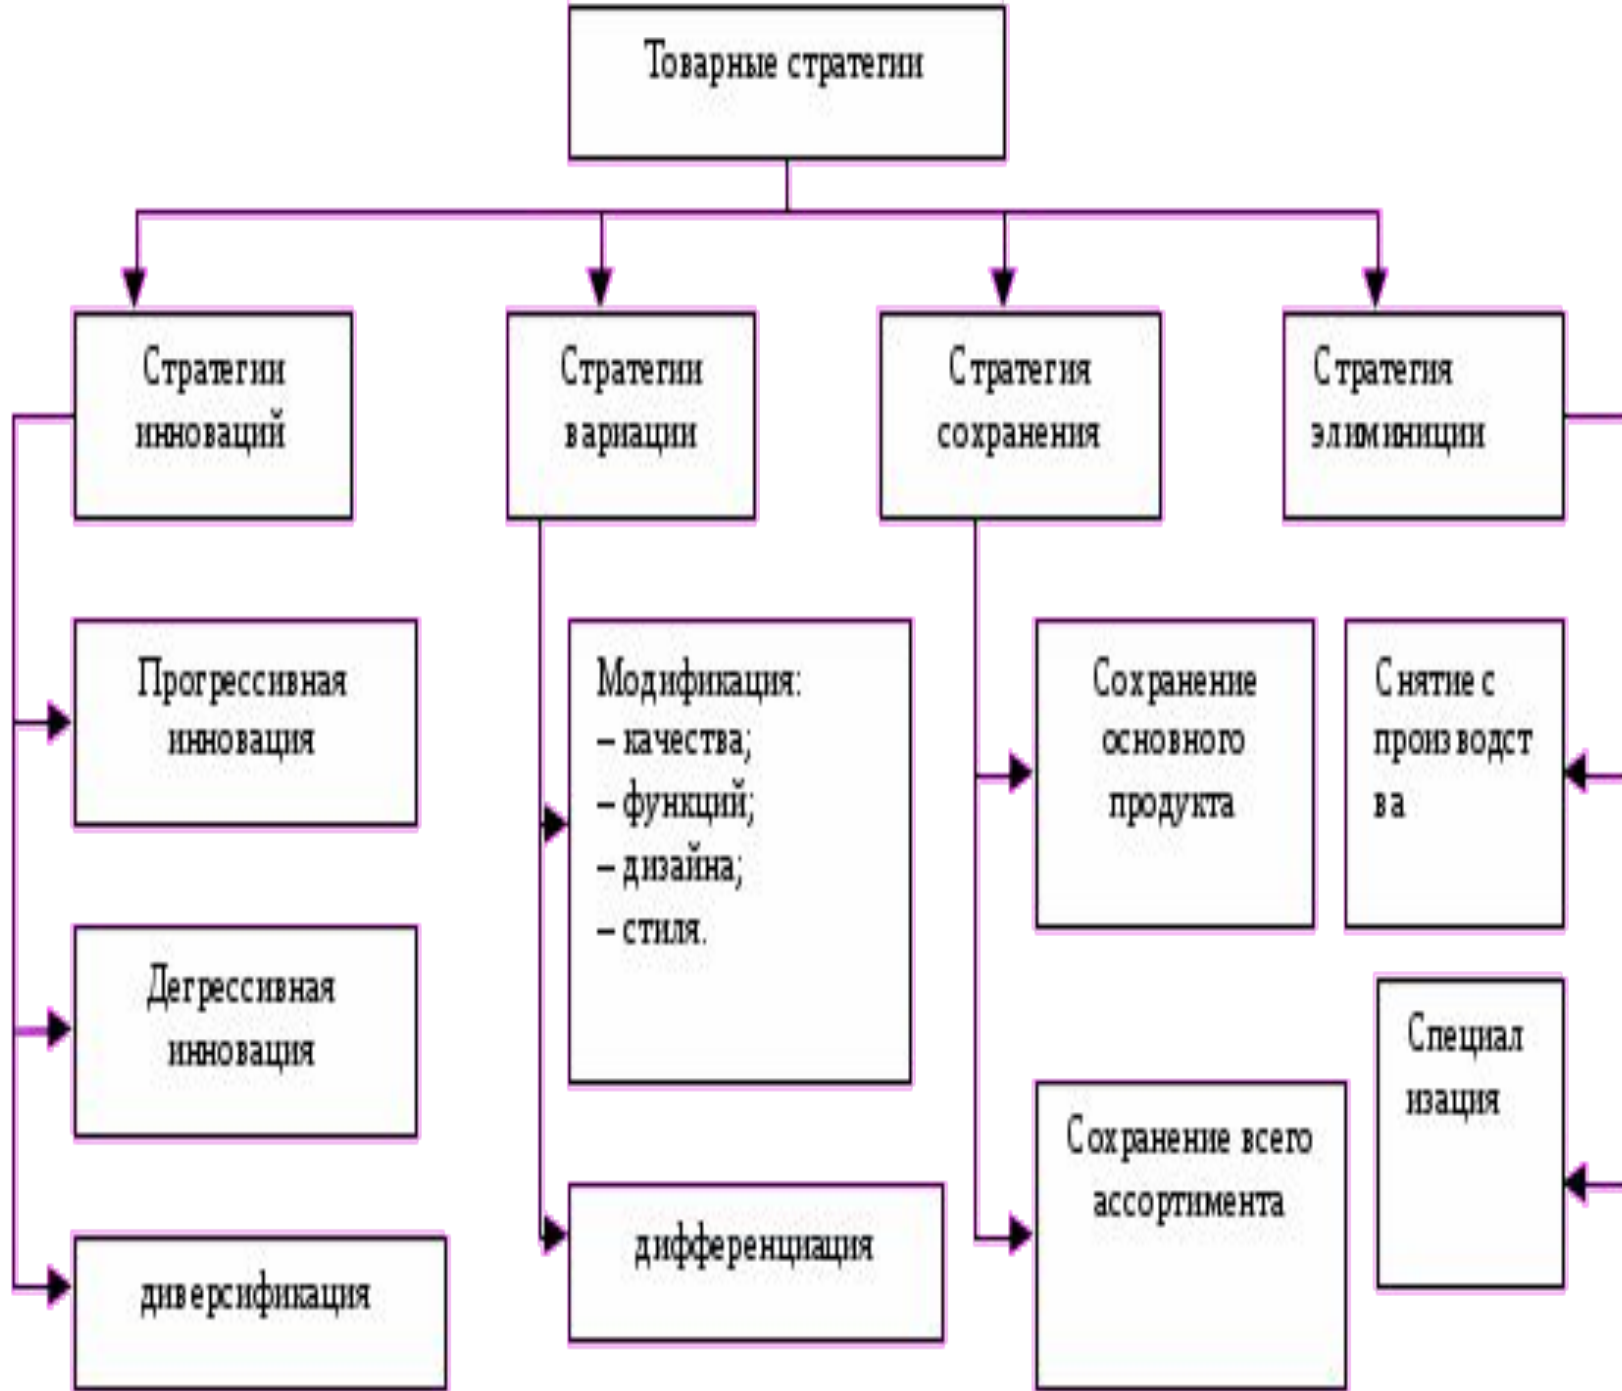 Товарные стратегии
Стратегии
инноваций
Стратегии
вариации
Стратегия
сохранения
Стратегия
элиминиции
Прогрессивная
инновация
Дегрессивная
инновация
диверсификация
Модификация:
– качества;
– функций;
– дизайна;
– стиля.
дифференциация
Сохранение
основного
продукта
Сохранение всего
ассортимента
Снятие с
производст
ва
Специал
изация